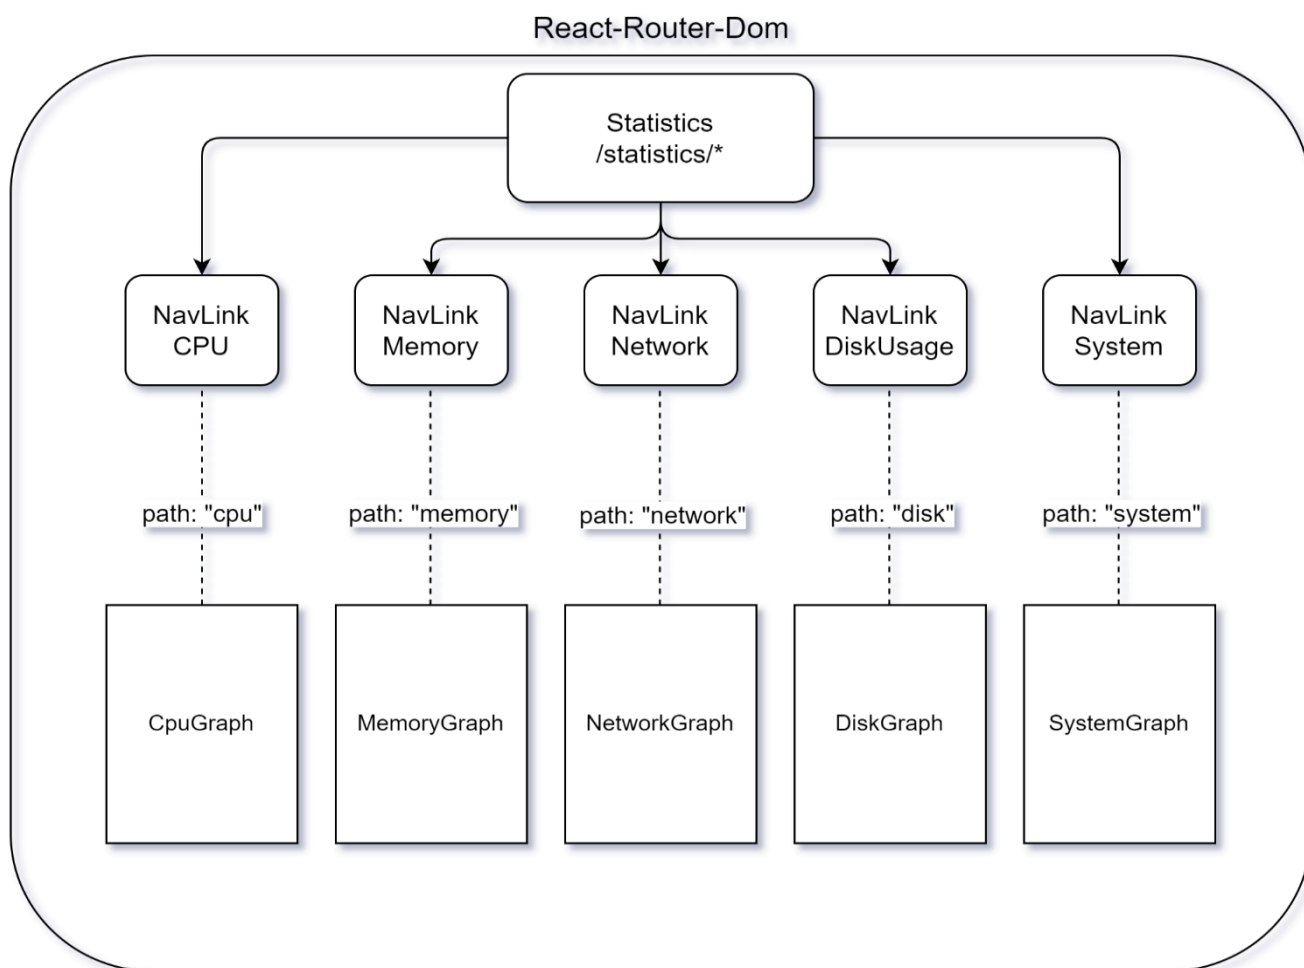 React-Router-Dom
Statistics
/statistics/*
NavLink
CPU
NavLink
Memory
NavLink
Network
NavLink
DiskUsage
NavLink
System
path: "cpu"
path: "memory"
path: "network"
path: "disk"
path: "system"
CpuGraph
MemoryGraph
NetworkGraph
DiskGraph
SystemGraph